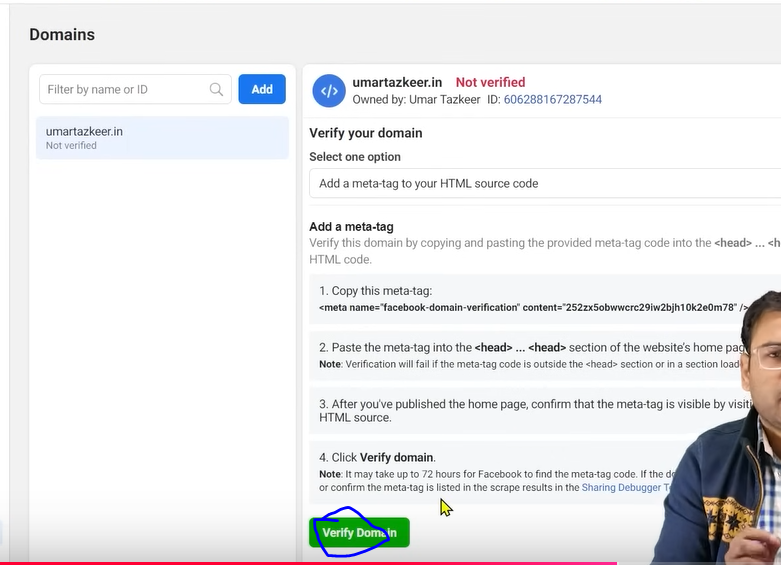 Domains
Filter by name or ID
Add
umartazkeer.in
Not verified
umartazkeer.in Not verified
Owned by: Umar Tazkeer ID: 606288167287544
Verify your domain
Select one option
Add a meta-tag to your HTML source code
Add a meta-tag
Verify this domain by copying and pasting the provided meta-tag code into the <head> ... <h
HTML code.
1. Copy this meta-tag:
<meta name="facebook-domain-verification" content="252zx5obwwcrc29iw2bjh10k2e0m78" />
2. Paste the meta-tag into the <head> ... <head> section of the website's home pag
Note: Verification will fail if the meta-tag code is outside the <head> section or in a section load
3. After you've published the home page, confirm that the meta-tag is visible by visiti
HTML source.
4. Click Verify domain.
Note: It may take up to 72 hours for Facebook to find the meta-tag code. If the do
or confirm the meta-tag is listed in the scrape results in the Sharing Debugger T
Verify Domain